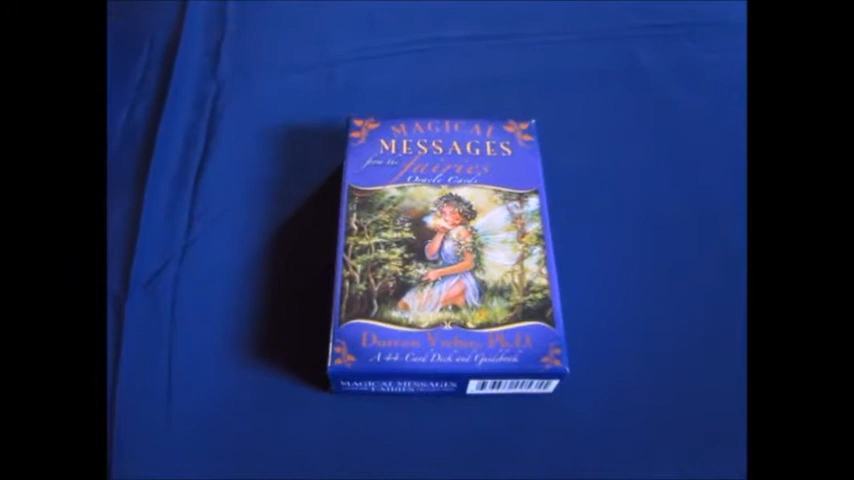 MAGICAL
MESSAGES
from the fairies
Oracle Cards
Doreen Virtue, Ph.D.
A 44-Card Deck and Guidebook
MAGICAL MESSAGES
FAIRIES